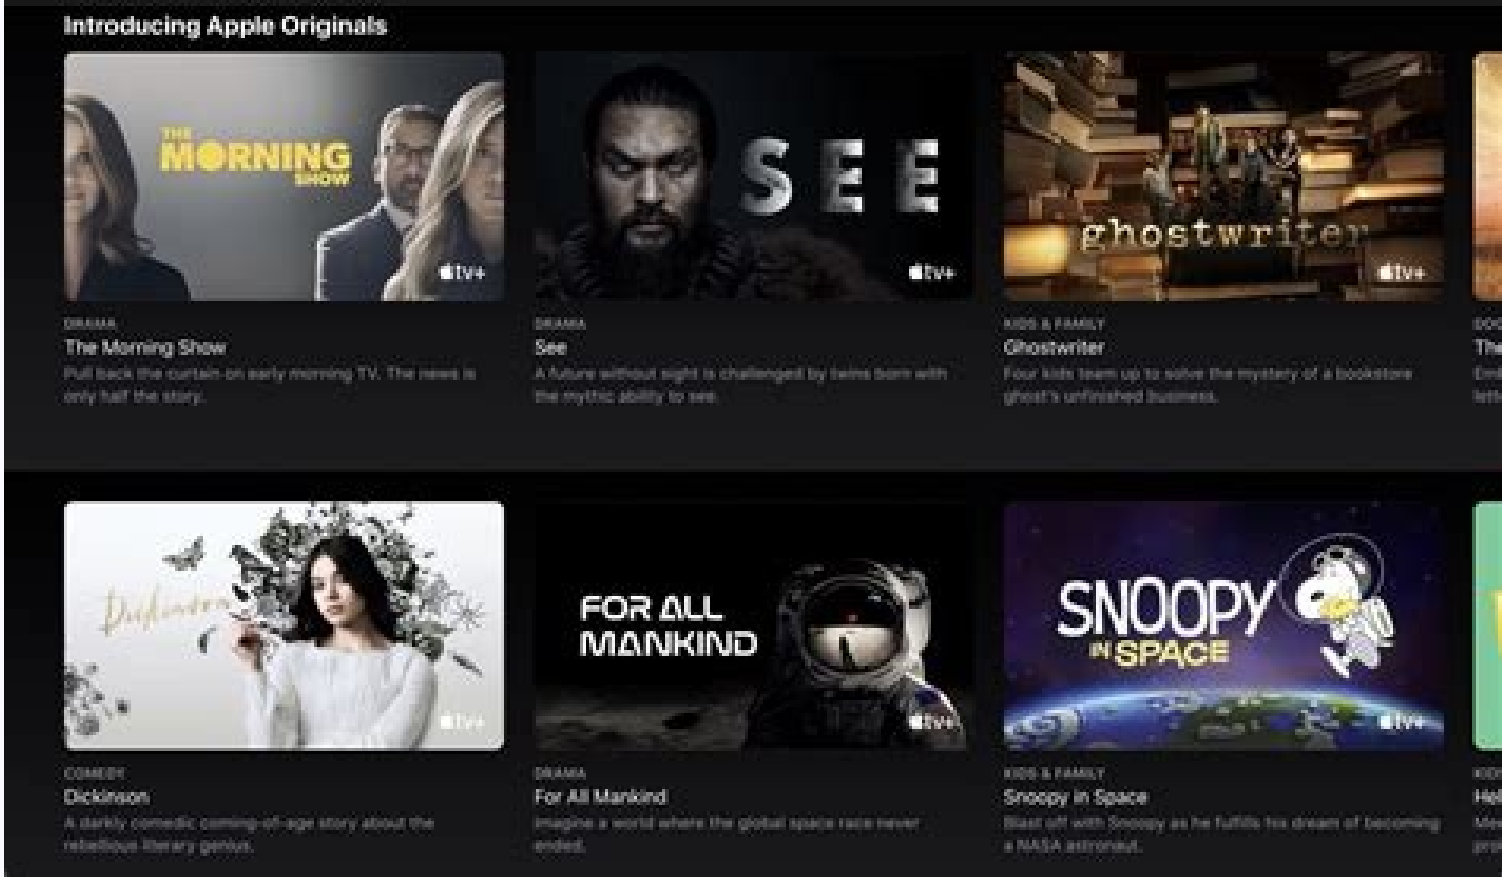 Introducing Apple Originals
THE
MORNING
SHOW
tv+
SEE
tv+
ghostwriter
tv+
DRAMA
The Morning Show
Pull back the curtain on early morning TV. The news is
only half the story.
DRAMA
See
A future without sight is challenged by twins born with
the mythic ability to see.
KIDS & FAMILY
Ghostwriter
Four kids team up to solve the mystery of a bookstore
ghost's unfinished business.
The
Dickinson
tv+
FOR ALL
MANKIND
tv+
SNOOPY
IN SPACE
tv+
COMEDY
Dickinson
A darkly comedic coming-of-age story about the
rebellious literary genius.
DRAMA
For All Mankind
Imagine a world where the global space race never
ended.
KIDS & FAMILY
Snoopy in Space
Blast off with Snoopy as he fulfills his dream of becoming
a NASA astronaut.